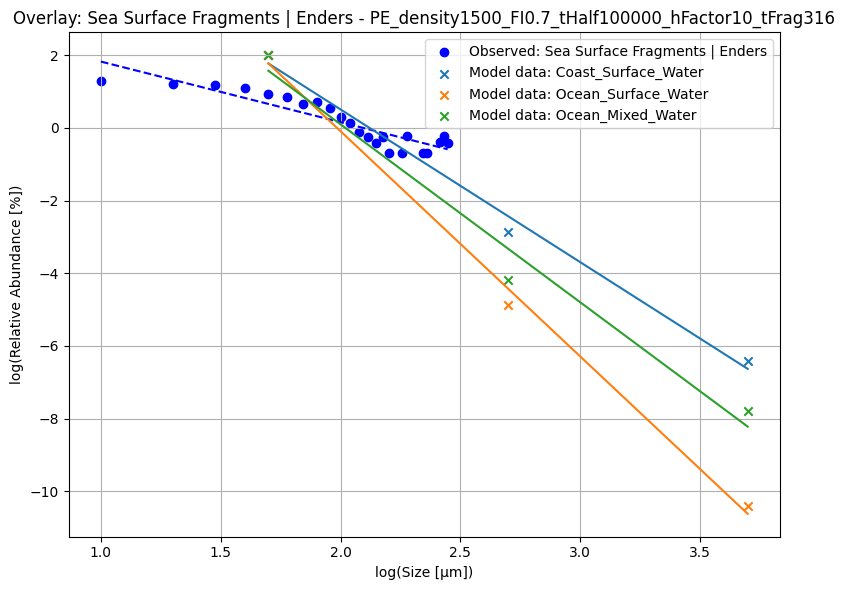 Overlay: Sea Surface Fragments | Enders - PE_density1500_FI0.7_tHalf100000_hFactor10_tFrag316
Observed: Sea Surface Fragments | Enders
Model data: Coast_Surface_Water
Model data: Ocean_Surface_Water
Model data: Ocean_Mixed_Water
log(Relative Abundance [%])
2
0
−2
−4
−6
−8
−10
1.0 1.5 2.0 2.5 3.0 3.5
log(Size [μm])